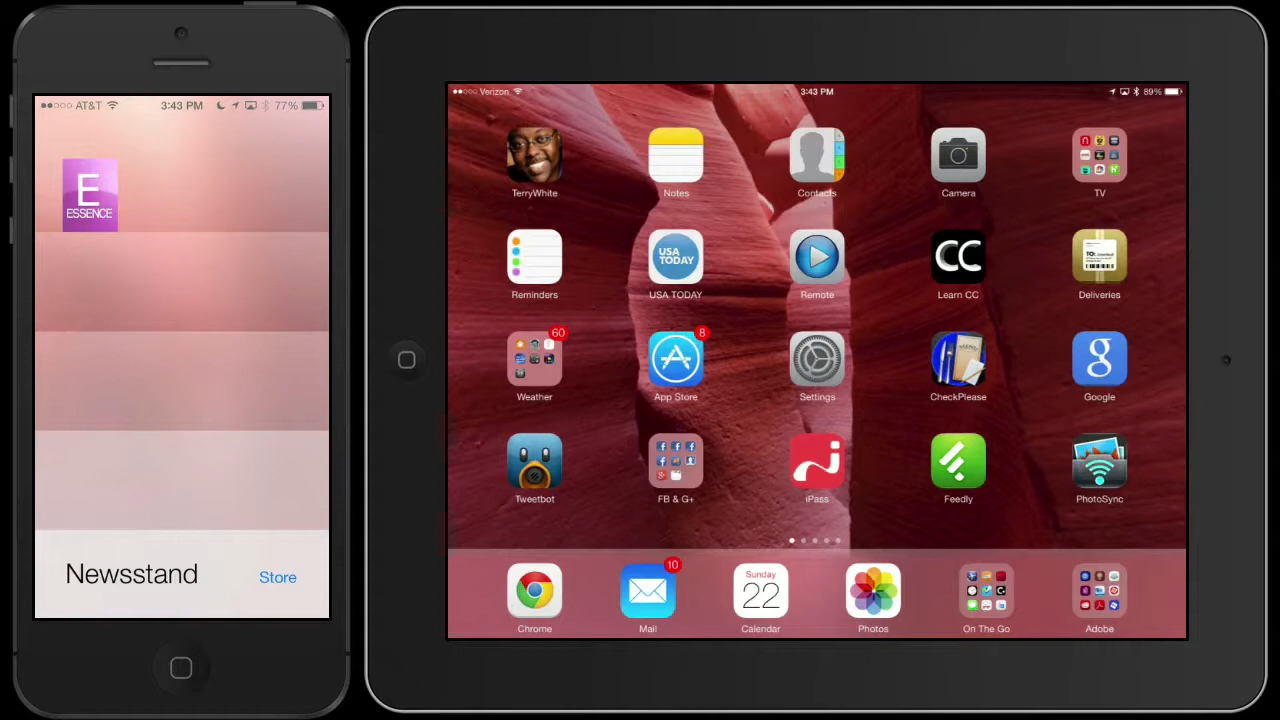 AT&T 3:43 PM 77%
E
ESSENCE
Newsstand Store
Verizon 3:43 PM 89%
TerryWhite Notes Contacts Camera TV
USA
TODAY
CC
TO:
Reminders USA TODAY Remote Learn CC Deliveries
60 8
g
Weather App Store Settings CheckPlease Google
Tweetbot FB & G+ iPass Feedly PhotoSync
10
Sunday
22
Chrome Mail Calendar Photos On The Go Adobe